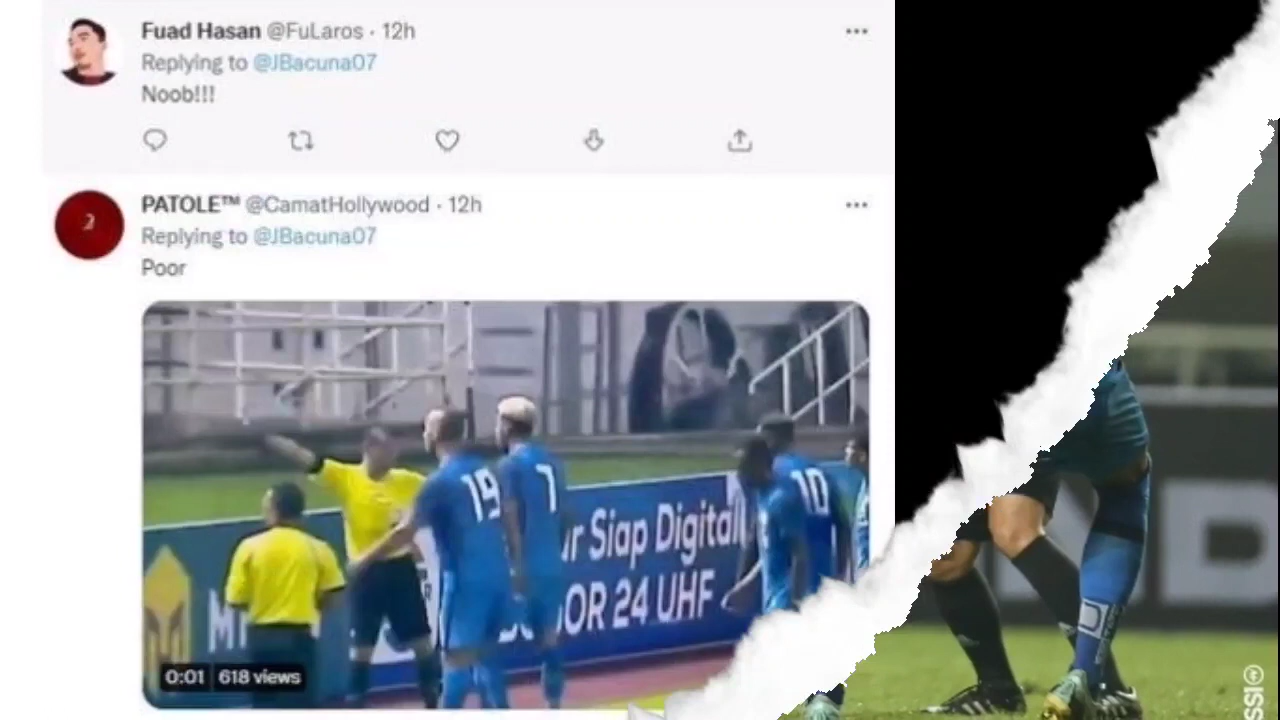 Fuad Hasan @FuLaros · 12h
Replying to @JBacuna07
Noob!!!
PATOLE™ @CamatHollywood · 12h
Replying to @JBacuna07
Poor
19
7
10
ur Siap Digital
OR 24 UHF
0:01
618 views
SSI